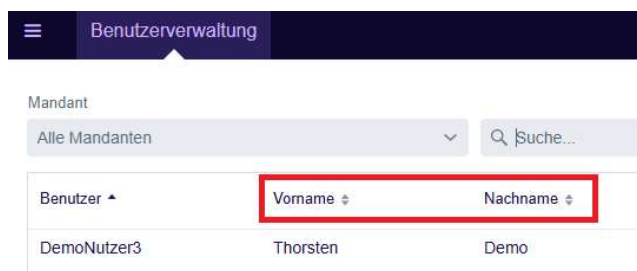 Benutzerverwaltung
Mandant
Alle Mandanten Suche...
Benutzer Vorname Nachname
DemoNutzer3 Thorsten Demo